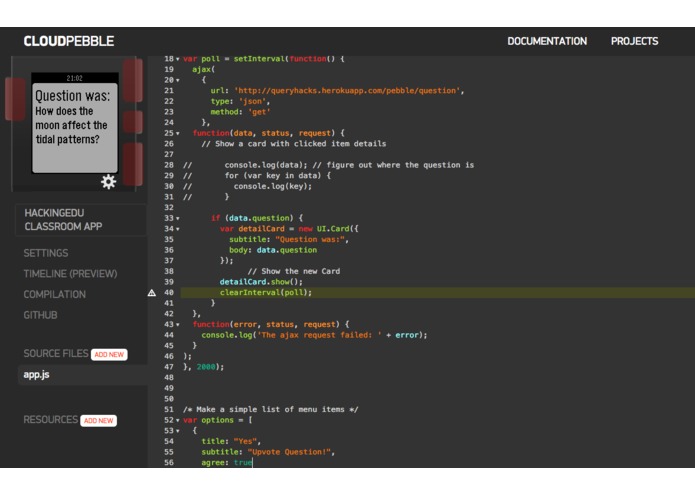 CLOUDPEBBLE
DOCUMENTATION PROJECTS
21:02
Question was:
How does the
moon affect the
tidal patterns?
HACKINGEDU
CLASSROOM APP
SETTINGS
TIMELINE (PREVIEW)
COMPILATION
GITHUB
SOURCE FILES ADD NEW
app.js
RESOURCES ADD NEW
18 var poll = setInterval(function() {
19 ajax(
20 {
21 url: 'http://queryhacks.herokuapp.com/pebble/question',
22 type: 'json',
23 method: 'get'
24 },
25 function(data, status, request) {
26 // Show a card with clicked item details
27
28 // console.log(data); // figure out where the question is
29 // for (var key in data) {
30 // console.log(key);
31 // }
32
33 if (data.question) {
34 var detailCard = new UI.Card({
35 subtitle: "Question was:",
36 body: data.question
37 });
38 // Show the new Card
39 detailCard.show();
40 clearInterval(poll);
41 }
42 },
43 function(error, status, request) {
44 console.log('The ajax request failed: ' + error);
45 }
46 );
47 }, 2000);
48
49
50
51 /* Make a simple list of menu items */
52 var options = [
53 {
54 title: "Yes",
55 subtitle: "Upvote Question!",
56 agree: true